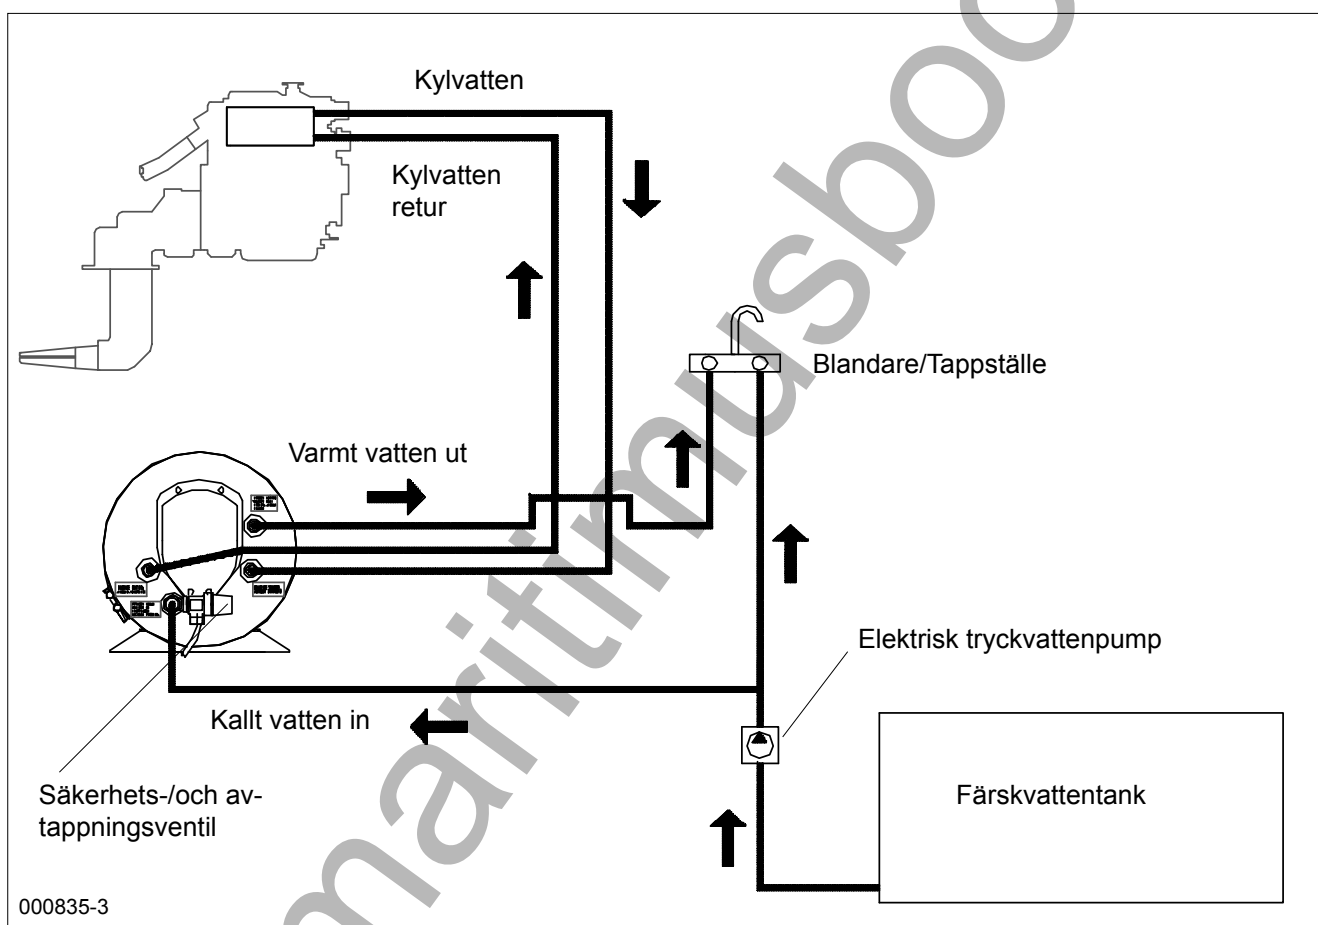 Kylvatten
Kylvatten
retur
Blandare/Tappställe
Varmt vatten ut
Elektrisk tryckvattenpump
Kallt vatten in
Säkerhets-/och av-
tappningsventil
Färskvattentank
000835-3
maritimusboo